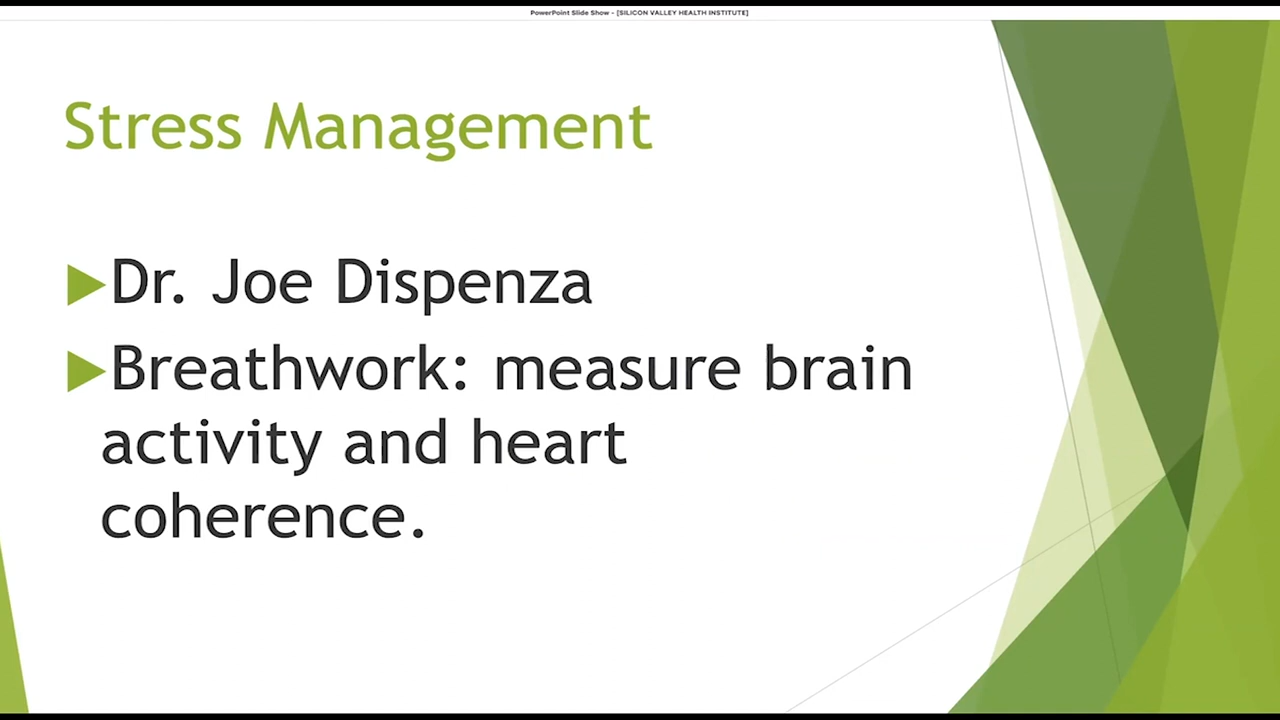 PowerPoint Slide Show - [SILICON VALLEY HEALTH INSTITUTE]
Stress Management
Dr. Joe Dispenza
Breathwork: measure brain
activity and heart
coherence.